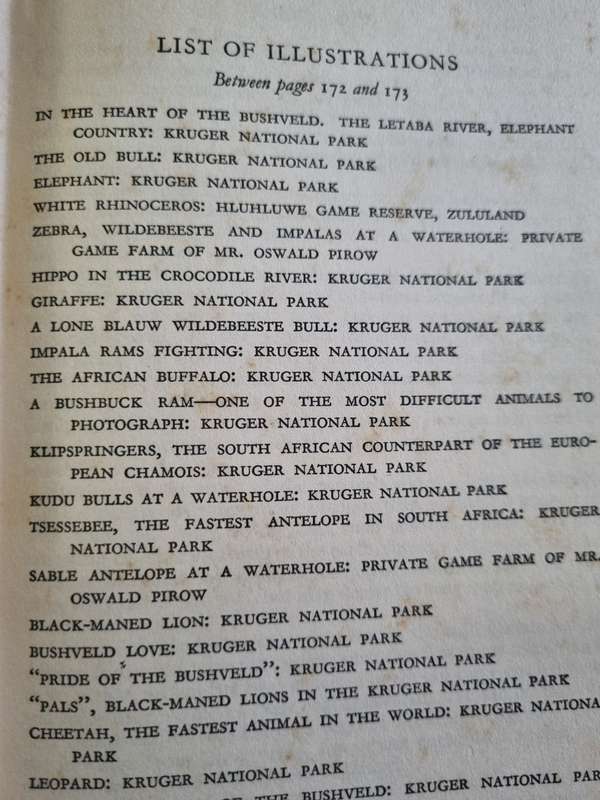 LIST OF ILLUSTRATIONS
Between pages 172 and 173
IN THE HEART OF THE BUSHVELD. THE LETABA RIVER, ELEPHANT
COUNTRY: KRUGER NATIONAL PARK
THE OLD BULL: KRUGER NATIONAL PARK
ELEPHANT: KRUGER NATIONAL PARK
WHITE RHINOCEROS: HLUHLUWE GAME RESERVE, ZULULAND
ZEBRA, WILDEBEESTE AND IMPALAS AT A WATERHOLE: PRIVATE
GAME FARM OF MR. OSWALD PIROW
HIPPO IN THE CROCODILE RIVER: KRUGER NATIONAL PARK
GIRAFFE: KRUGER NATIONAL PARK
A LONE BLAUW WILDEBEESTE BULL: KRUGER NATIONAL PARK
IMPALA RAMS FIGHTING: KRUGER NATIONAL PARK
THE AFRICAN BUFFALO: KRUGER NATIONAL PARK
A BUSHBUCK RAM—ONE OF THE MOST DIFFICULT ANIMALS TO
PHOTOGRAPH: KRUGER NATIONAL PARK
KLIPSPRINGERS, THE SOUTH AFRICAN COUNTERPART OF THE EURO-
PEAN CHAMOIS: KRUGER NATIONAL PARK
KUDU BULLS AT A WATERHOLE: KRUGER NATIONAL PARK
TSESSEBEE, THE FASTEST ANTELOPE IN SOUTH AFRICA: KRUGER
NATIONAL PARK
SABLE ANTELOPE AT A WATERHOLE: PRIVATE GAME FARM OF MR.
OSWALD PIROW
BLACK-MANED LION: KRUGER NATIONAL PARK
BUSHVELD LOVE: KRUGER NATIONAL PARK
"PRIDE OF THE BUSHVELD": KRUGER NATIONAL PARK
"PALS", BLACK-MANED LIONS IN THE KRUGER NATIONAL PARK
CHEETAH, THE FASTEST ANIMAL IN THE WORLD: KRUGER NATIONA
PARK
LEOPARD: KRUGER NATIONAL PARK
OF THE BUSHVELD: KRUGER NATIONAL PAR